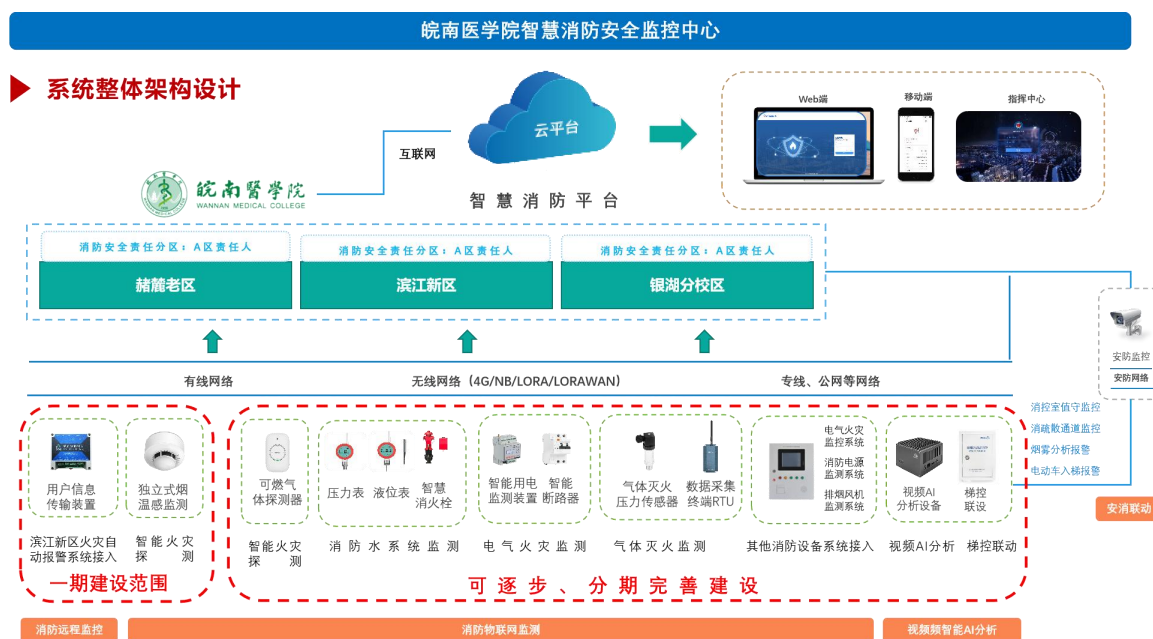 皖南医学院智慧消防安全监控中心
系统整体架构设计
云平台
互联网
Web端
移动端
指挥中心
皖南醫學院
WANNAN MEDICAL COLLEGE
智慧消防平台
消防安全责任分区：A区责任人
消防安全责任分区：A区责任人
消防安全责任分区：A区责任人
赭麓老区
滨江新区
银湖分校区
安防监控
安防网络
有线网络
无线网络（4G/NB/LORA/LORAWAN）
专线、公网等网络
消控室值守监控
消疏散通道监控
烟雾分析报警
电动车入梯报警
安消联动
用户信息
传输装置
独立式烟
温感监测
可燃气
体探测器
压力表
液位表
智慧
消火栓
智能用电
监测装置
智能
断路器
气体灭火
压力传感器
数据采集
终端RTU
电气火灾
监控系统
消防电源
监测系统
排烟风机
监测系统
视频AI
分析设备
梯控
联设
滨江新区火灾自
动报警系统接入
智能火灾
探测
智能火灾
探测
消防水系统监测
电气火灾监测
气体灭火监测
其他消防设备系统接入
视频AI分析
梯控联动
一期建设范围
可逐步、分期完善建设
消防远程监控
消防物联网监测
视频频智能AI分析